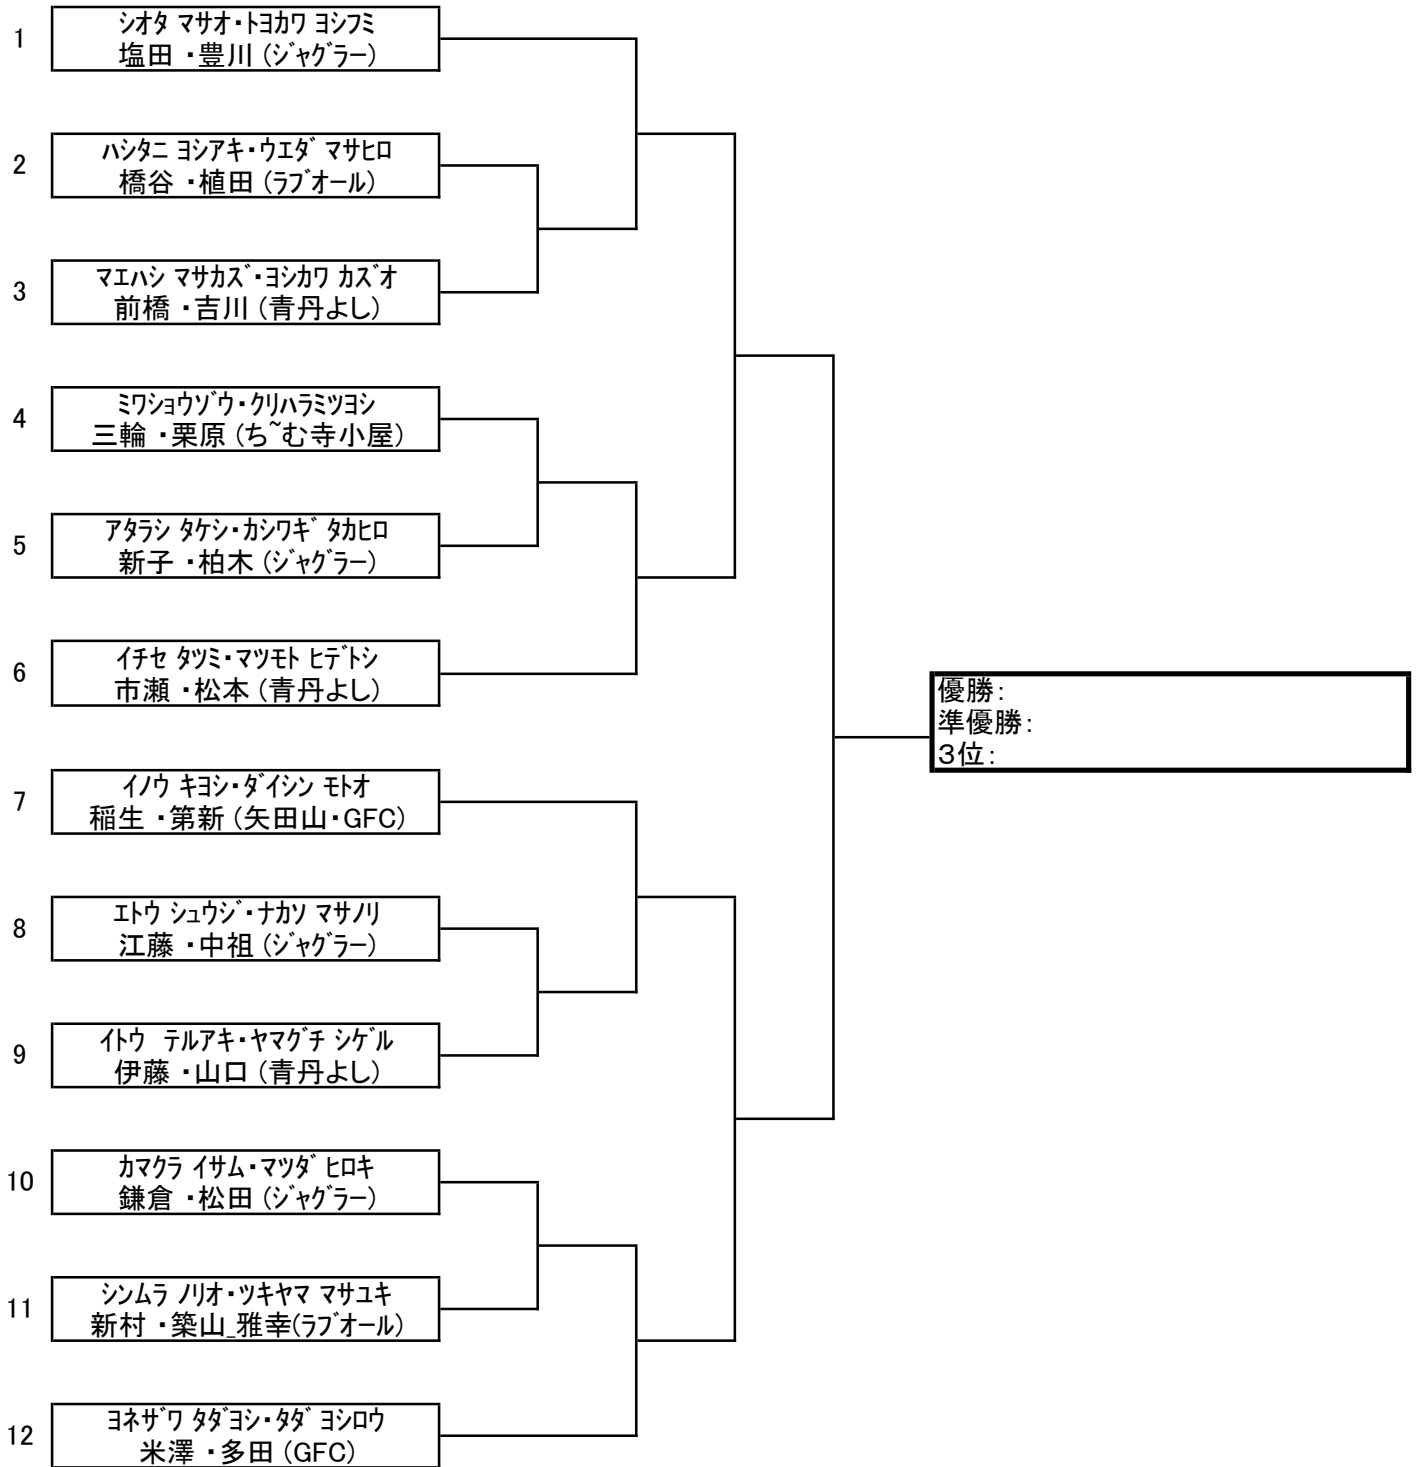 1
ｼｵﾀ ﾏｻｵ・ﾄﾖｶﾜ ﾖｼﾌﾐ
塩田 ・豊川 (ｼﾞｬｸﾞﾗｰ)
2
ﾊｼﾀﾆ ﾖｼｱｷ・ｳｴﾀﾞ ﾏｻﾋﾛ
橋谷 ・植田 (ﾗﾌﾞｵｰﾙ)
3
ﾏｴﾊｼ ﾏｻｶｽﾞ・ﾖｼｶﾜ ｶｽﾞｵ
前橋 ・吉川 (青丹よし)
4
ﾐﾜｼｮｳｿﾞｳ・ｸﾘﾊﾗﾐﾂﾖｼ
三輪 ・栗原 (ち~む寺小屋)
5
ｱﾀﾗｼ ﾀｹｼ・ｶｼﾜｷﾞ ﾀｶﾋﾛ
新子 ・柏木 (ｼﾞｬｸﾞﾗｰ)
6
ｲﾁｾ ﾀﾂﾐ・ﾏﾂﾓﾄ ﾋﾃﾞﾄｼ
市瀬 ・松本 (青丹よし)
優勝:
準優勝:
３位:
7
ｲﾉｳ ｷﾖｼ・ﾀﾞｲｼﾝ ﾓﾄｵ
稲生 ・第新 (矢田山・GFC)
8
ｴﾄｳ ｼｭｳｼﾞ・ﾅｶｿ ﾏｻﾉﾘ
江藤 ・中祖 (ｼﾞｬｸﾞﾗｰ)
9
ｲﾄｳ　ﾃﾙｱｷ・ﾔﾏｸﾞﾁ ｼｹﾞﾙ
伊藤 ・山口 (青丹よし)
10
ｶﾏｸﾗ ｲｻﾑ・ﾏﾂﾀﾞ ﾋﾛｷ
鎌倉 ・松田 (ｼﾞｬｸﾞﾗｰ)
11
ｼﾝﾑﾗ ﾉﾘｵ・ﾂｷﾔﾏ ﾏｻﾕｷ
新村 ・築山_雅幸(ﾗﾌﾞｵｰﾙ)
12
ﾖﾈｻﾞﾜ ﾀﾀﾞﾖｼ・ﾀﾀﾞ ﾖｼﾛｳ
米澤 ・多田 (GFC)